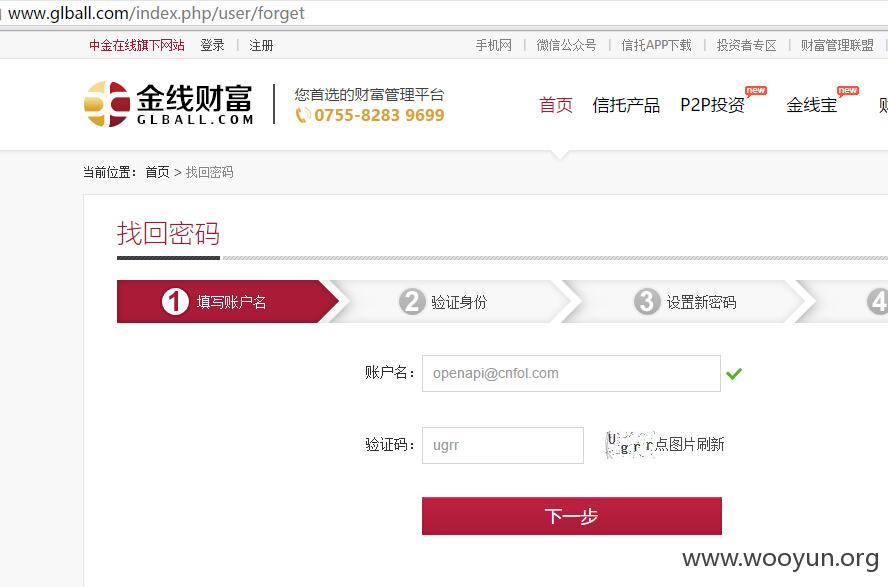 www.glball.com/index.php/user/forget
中金在线旗下网站 登录 | 注册 手机网 | 微信公众号 | 信托APP下载 | 投资者专区 | 财富管理联盟 |
金线财富 您首选的财富管理平台
GLBALL.COM 0755-8283 9699
首页 信托产品 P2P投资 new 金线宝 new
当前位置: 首页 > 找回密码
找回密码
1 填写账户名 2 验证身份 3 设置新密码 4
账户名: openapi@cnfol.com
验证码: ugrr Ugrr 点图片刷新
下一步
www.wooyun.org